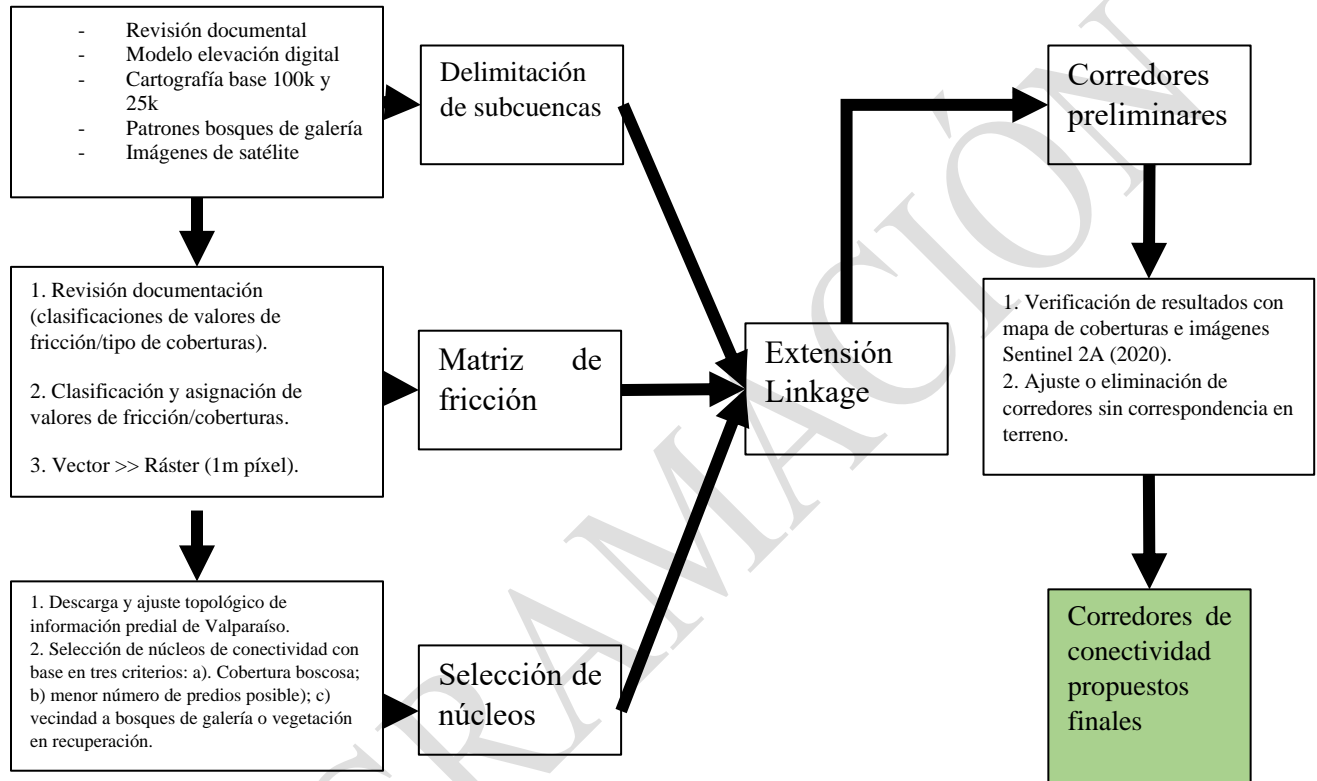 - Revisión documental
- Modelo elevación digital
- Cartografía base 100k y
25k
- Patrones bosques de galería
- Imágenes de satélite
Delimitación
de subcuencas
Corredores
preliminares
1. Revisión documentación
(clasificaciones de valores de
fricción/tipo de coberturas).
2. Clasificación y asignación de
valores de fricción/coberturas.
3. Vector >> Ráster (1m píxel).
Matriz de
fricción
Extensión
Linkage
1. Verificación de resultados con
mapa de coberturas e imágenes
Sentinel 2A (2020).
2. Ajuste o eliminación de
corredores sin correspondencia en
terreno.
1. Descarga y ajuste topológico de
información predial de Valparaíso.
2. Selección de núcleos de conectividad con
base en tres criterios: a). Cobertura boscosa;
b) menor número de predios posible); c)
vecindad a bosques de galería o vegetación
en recuperación.
Selección de
núcleos
Corredores de
conectividad
propuestos
finales
GRAMACIÓN